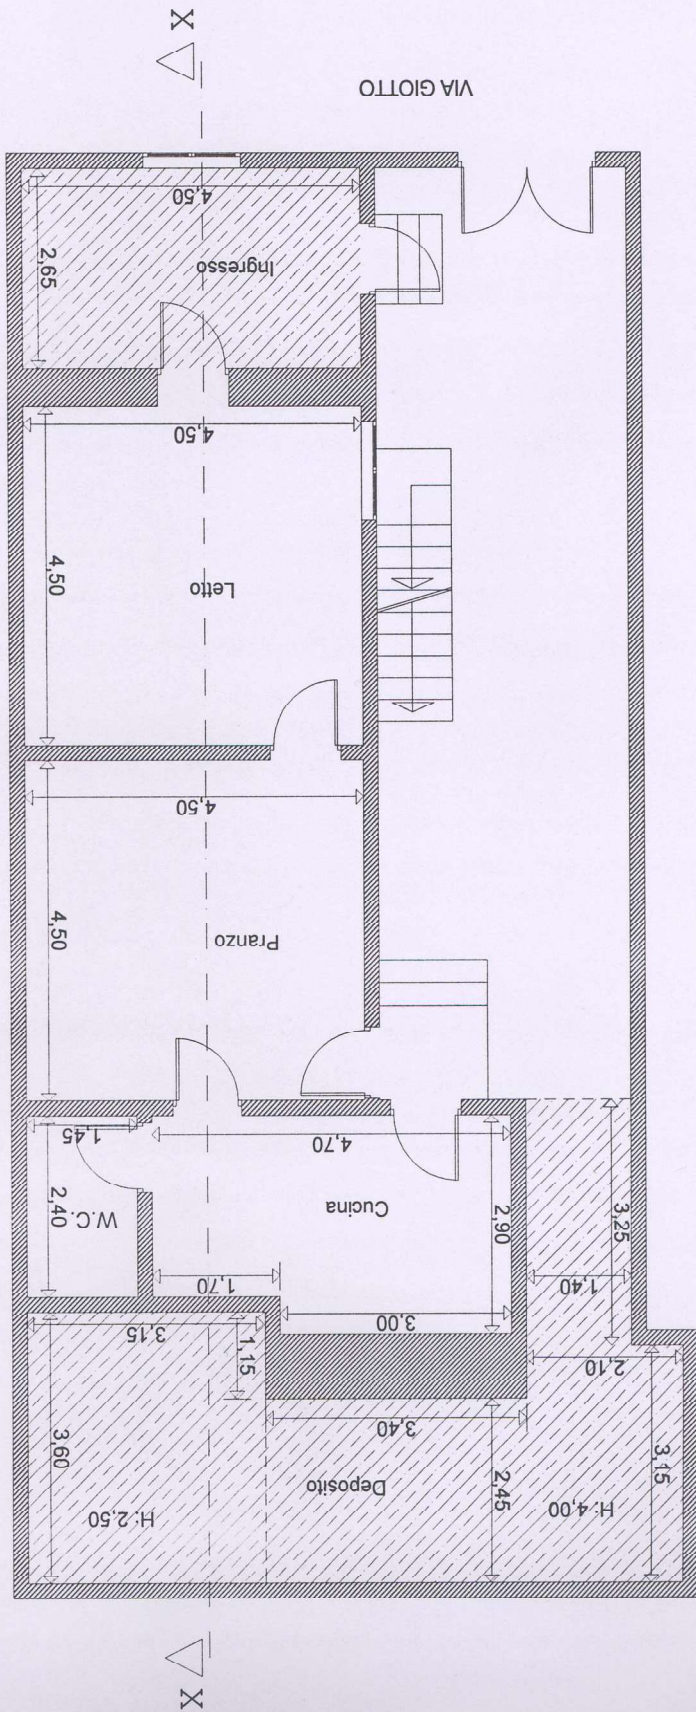 X
VIA GIOTTO
4,50
2,65
Ingresso
4,50
4,50
Letto
4,50
4,50
Pranzo
1,45
4,70
2,40
W.C.
Cucina
2,90
3,25
1,70
3,00
1,40
3,15
1,15
2,10
3,60
3,40
3,15
H: 2,50
Deposito
2,45
H: 4,00
X